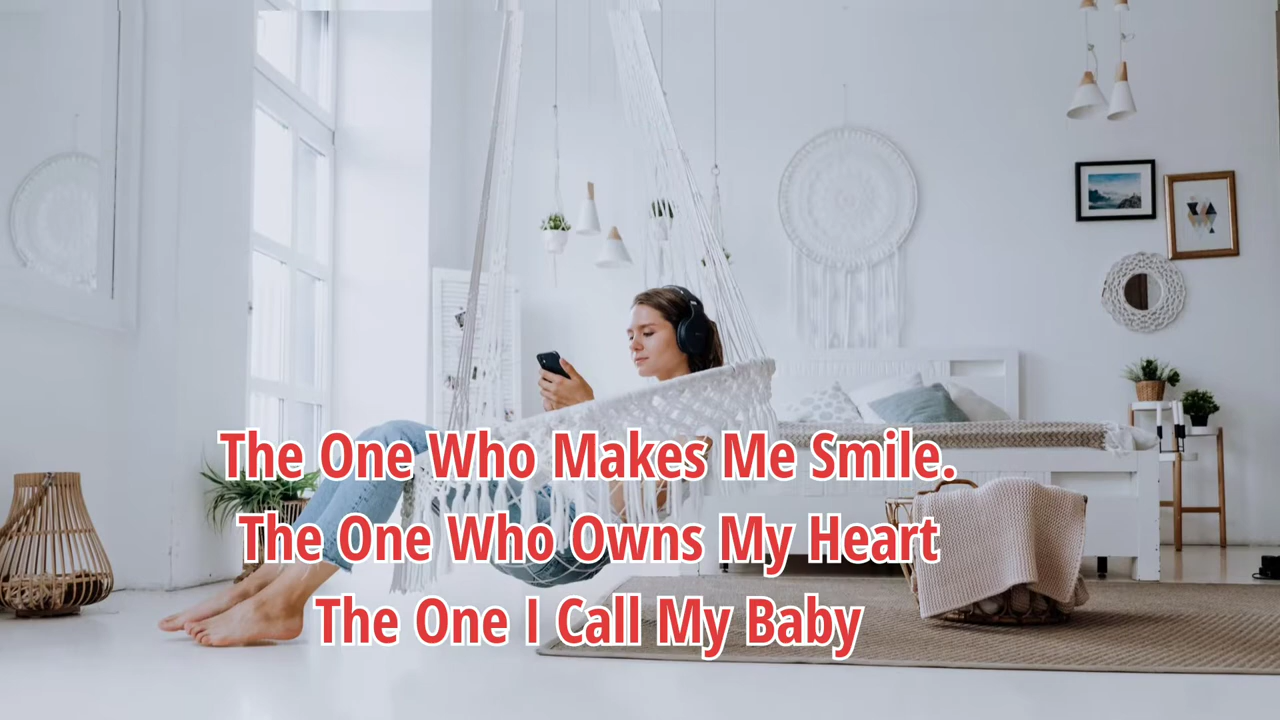 The One Who Makes Me Smile.
The One Who Owns My Heart
The One I Call My Baby